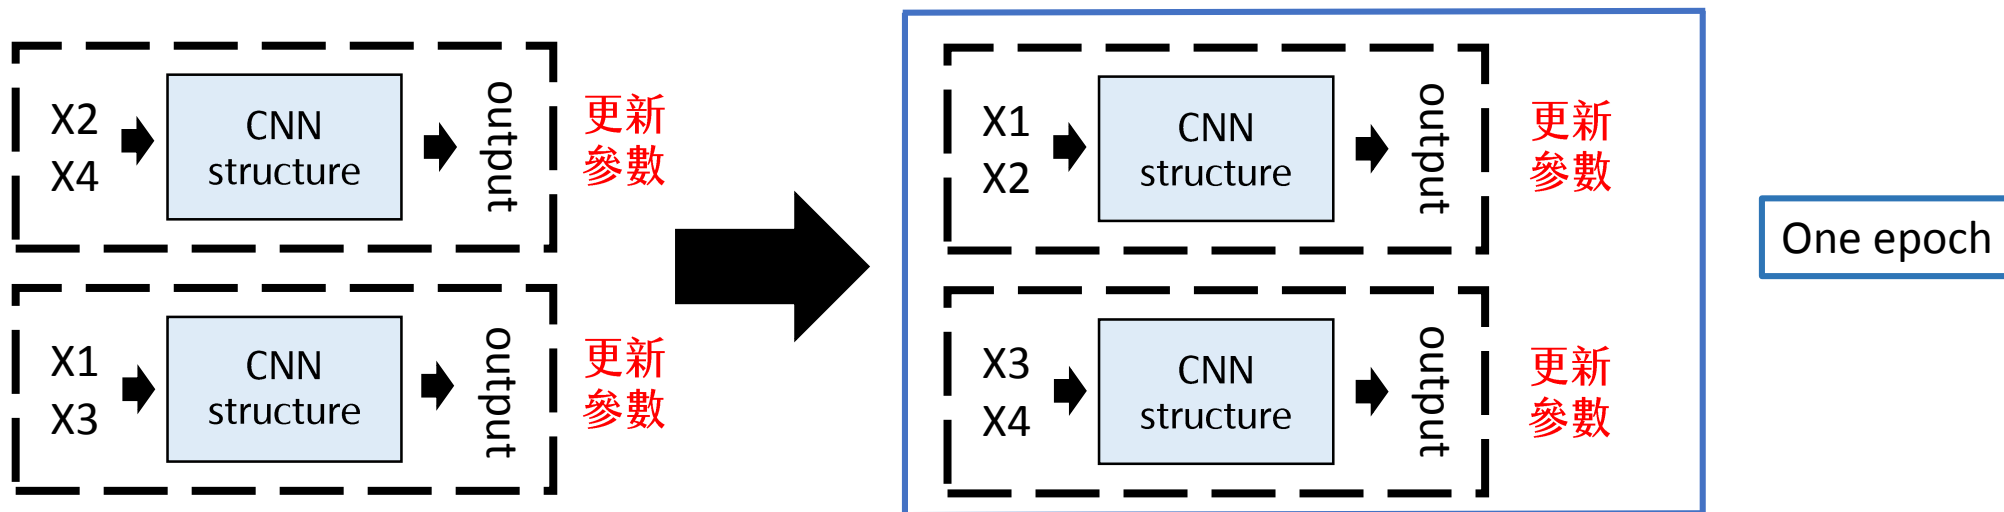 X2
X4
CNN
structure
output
更新
參數
X1
X3
CNN
structure
output
更新
參數
X1
X2
CNN
structure
output
更新
參數
X3
X4
CNN
structure
output
更新
參數
One epoch